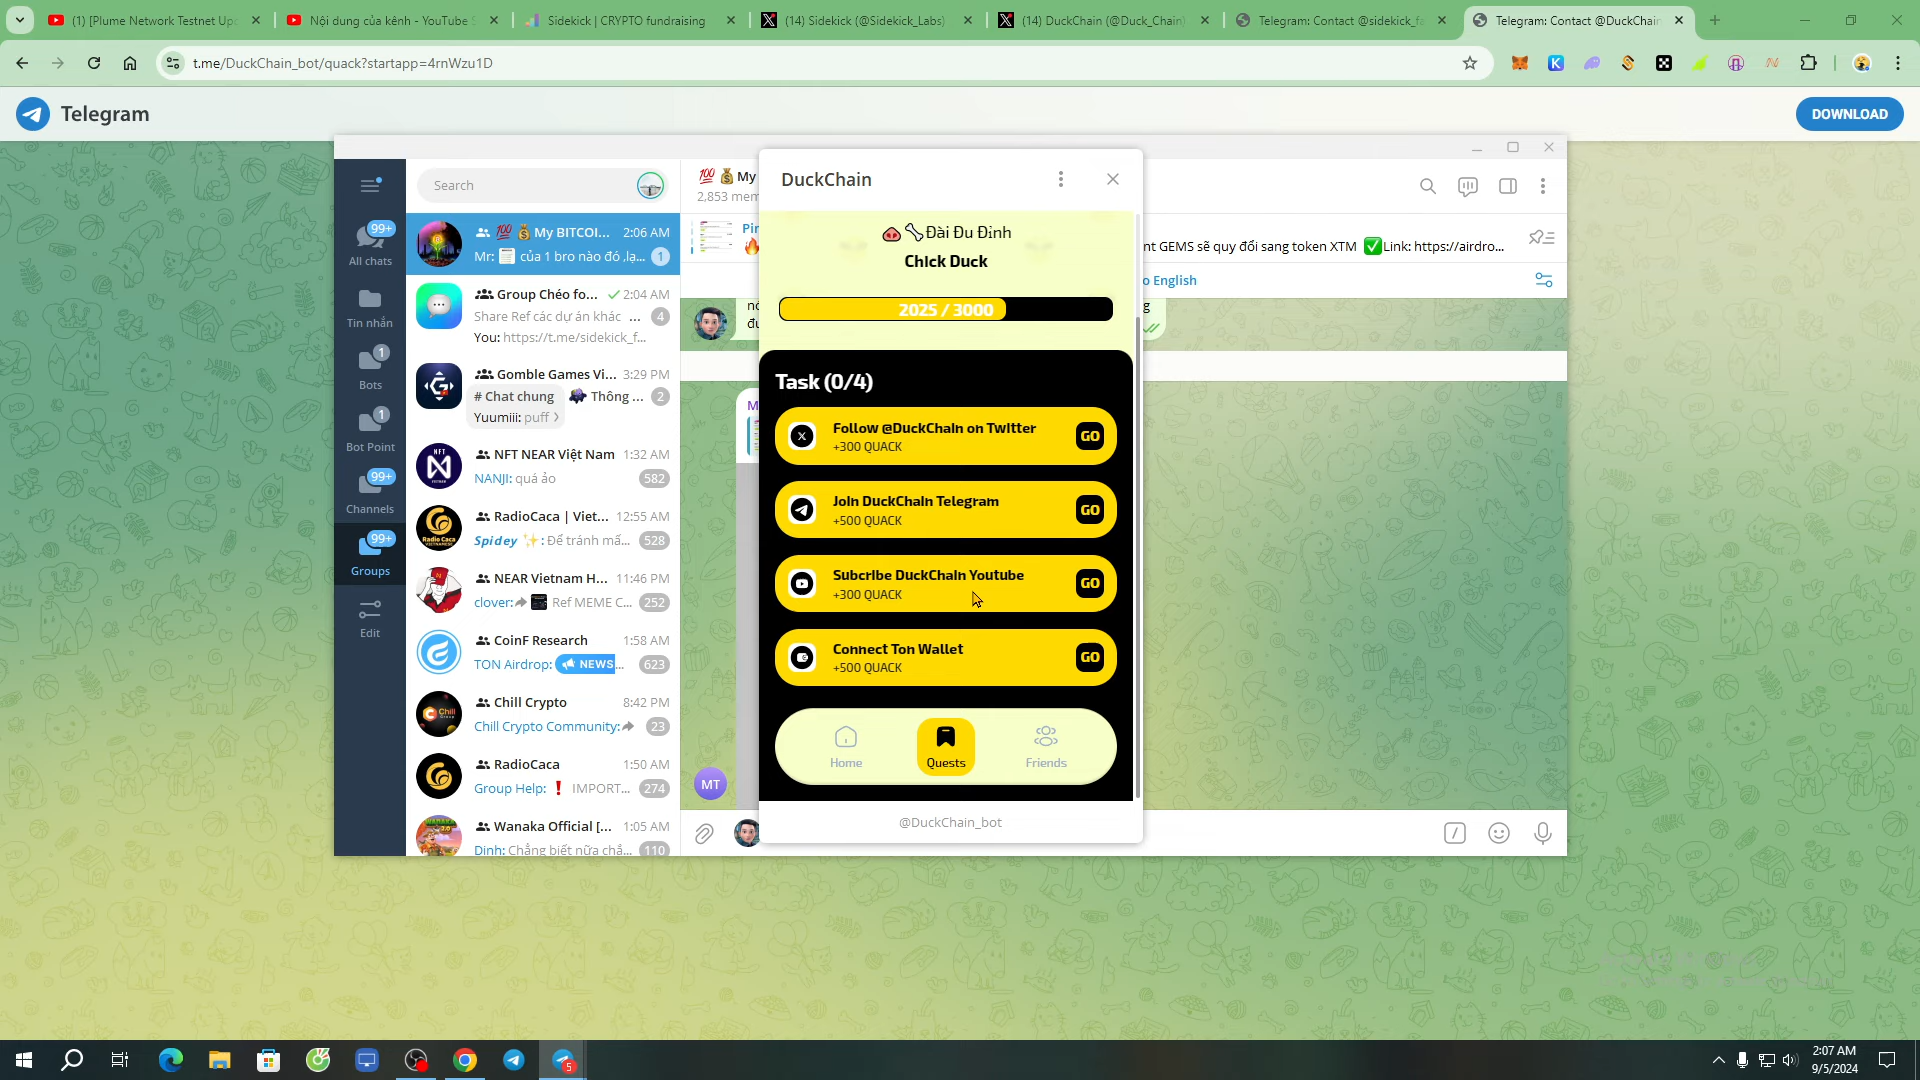 (1) [Plume Network Testnet Upd
Nội dung của kênh - YouTube S
Sidekick | CRYPTO fundraising
(14) Sidekick (@Sidekick_Labs)
(14) DuckChain (@Duck_Chain)
Telegram: Contact @sidekick_fa
Telegram: Contact @DuckChain
t.me/DuckChain_bot/quack?startapp=4rnWzu1D
Telegram
DOWNLOAD
99+
All chats
Tin nhắn
1
Bots
1
Bot Point
99+
Channels
99+
Groups
Edit
Search
💯 💰 My BITCOI... 2:06 AM
Mr: 🗒 của 1 bro nào đó ,lạ... 1
Group Chéo fo... 2:04 AM
Share Ref các dự án khác ... 4
You: https://t.me/sidekick_f...
Gomble Games Vi... 3:29 PM
# Chat chung Thông ... 2
Yuumiii: puff
NFT NEAR Việt Nam 1:32 AM
NANJI: quá ảo 582
RadioCaca | Viet... 12:55 AM
Spidey ✨: Để tránh mấ... 528
NEAR Vietnam H... 11:46 PM
clover: Ref MEME C... 252
CoinF Research 1:58 AM
TON Airdrop: NEWS... 623
Chill Crypto 8:42 PM
Chill Crypto Community: 23
RadioCaca 1:50 AM
Group Help: ❗ IMPORT... 274
Wanaka Official [... 1:05 AM
Dinh: Chẳng biết nữa chắ... 110
💯 💰 My
2,853 mem
Pin
nt GEMS sẽ quy đổi sang token XTM ✅Link: https://airdro...
o English
MT
DuckChain
🐽🦴Đài Đu Đỉnh
Chick Duck
2025 / 3000
Task (0/4)
Follow @DuckChain on Twitter
+300 QUACK
GO
Join DuckChain Telegram
+500 QUACK
GO
Subcribe DuckChain Youtube
+300 QUACK
GO
Connect Ton Wallet
+500 QUACK
GO
Home
Quests
Friends
@DuckChain_bot
5
2:07 AM
9/5/2024